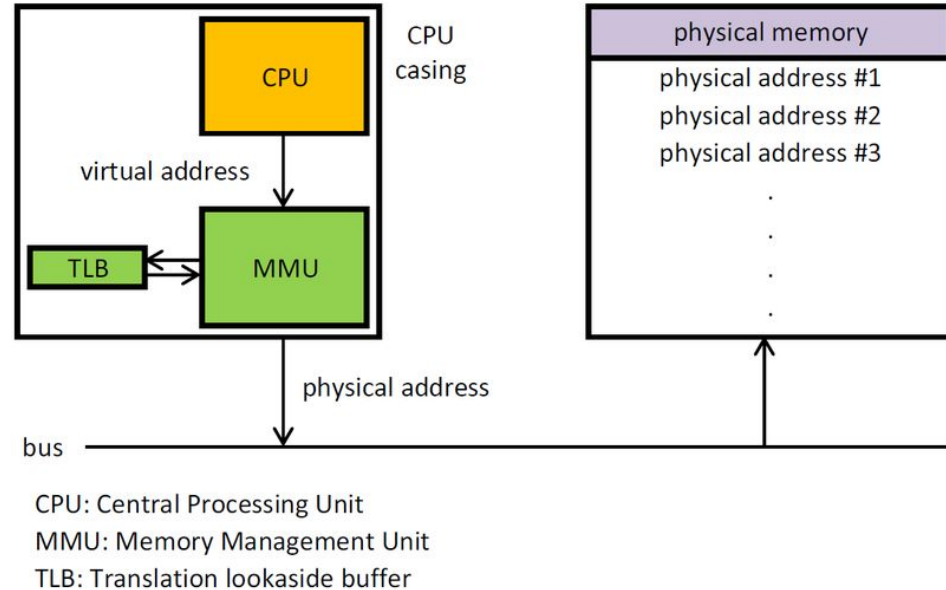 CPU
CPU
casing
virtual address
TLB
MMU
physical address
bus
physical memory
physical address #1
physical address #2
physical address #3
.
.
.
.
CPU: Central Processing Unit
MMU: Memory Management Unit
TLB: Translation lookaside buffer